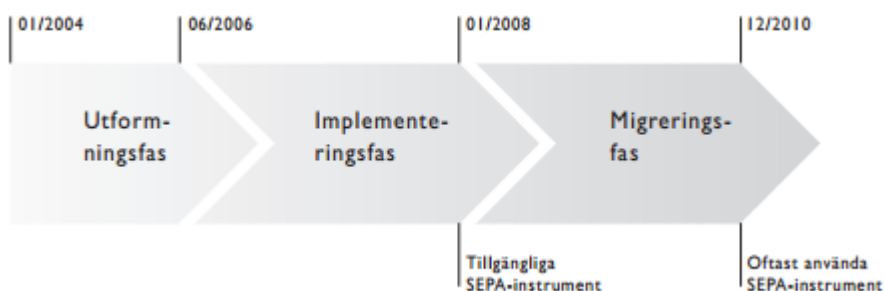 01/2004
06/2006
01/2008
12/2010
Utform-
ningsfas
Implemente-
ringsfas
Migrerings-
fas
Tillgängliga
SEPA-instrument
Oftast använda
SEPA-instrument